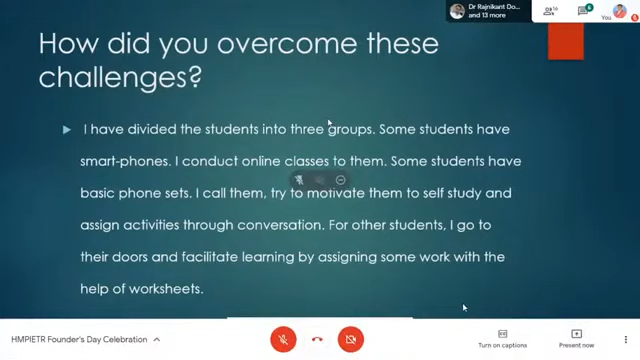 Dr Rajnikant Do...
and 13 more
16
6
You
How did you overcome these
challenges?
I have divided the students into three groups. Some students have
smart-phones. I conduct online classes to them. Some students have
basic phone sets. I call them, try to motivate them to self study and
assign activities through conversation. For other students, I go to
their doors and facilitate learning by assigning some work with the
help of worksheets.
HMPIETR Founder's Day Celebration
Turn on captions
Present now